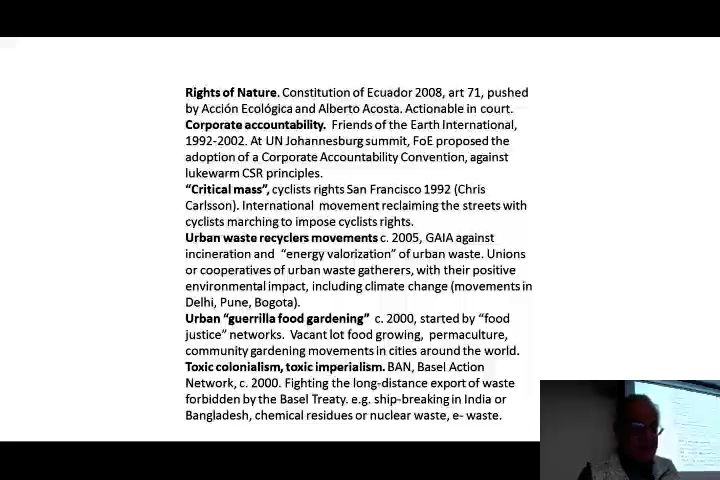 Rights of Nature. Constitution of Ecuador 2008, art 71, pushed
by Acción Ecológica and Alberto Acosta. Actionable in court.
Corporate accountability. Friends of the Earth International,
1992-2002. At UN Johannesburg summit, FoE proposed the
adoption of a Corporate Accountability Convention, against
lukewarm CSR principles.
“Critical mass”, cyclists rights San Francisco 1992 (Chris
Carlsson). International movement reclaiming the streets with
cyclists marching to impose cyclists rights.
Urban waste recyclers movements c. 2005, GAIA against
incineration and “energy valorization” of urban waste. Unions
or cooperatives of urban waste gatherers, with their positive
environmental impact, including climate change (movements in
Delhi, Pune, Bogota).
Urban “guerrilla food gardening” c. 2000, started by “food
justice” networks. Vacant lot food growing, permaculture,
community gardening movements in cities around the world.
Toxic colonialism, toxic imperialism. BAN, Basel Action
Network, c. 2000. Fighting the long-distance export of waste
forbidden by the Basel Treaty. e.g. ship-breaking in India or
Bangladesh, chemical residues or nuclear waste, e- waste.